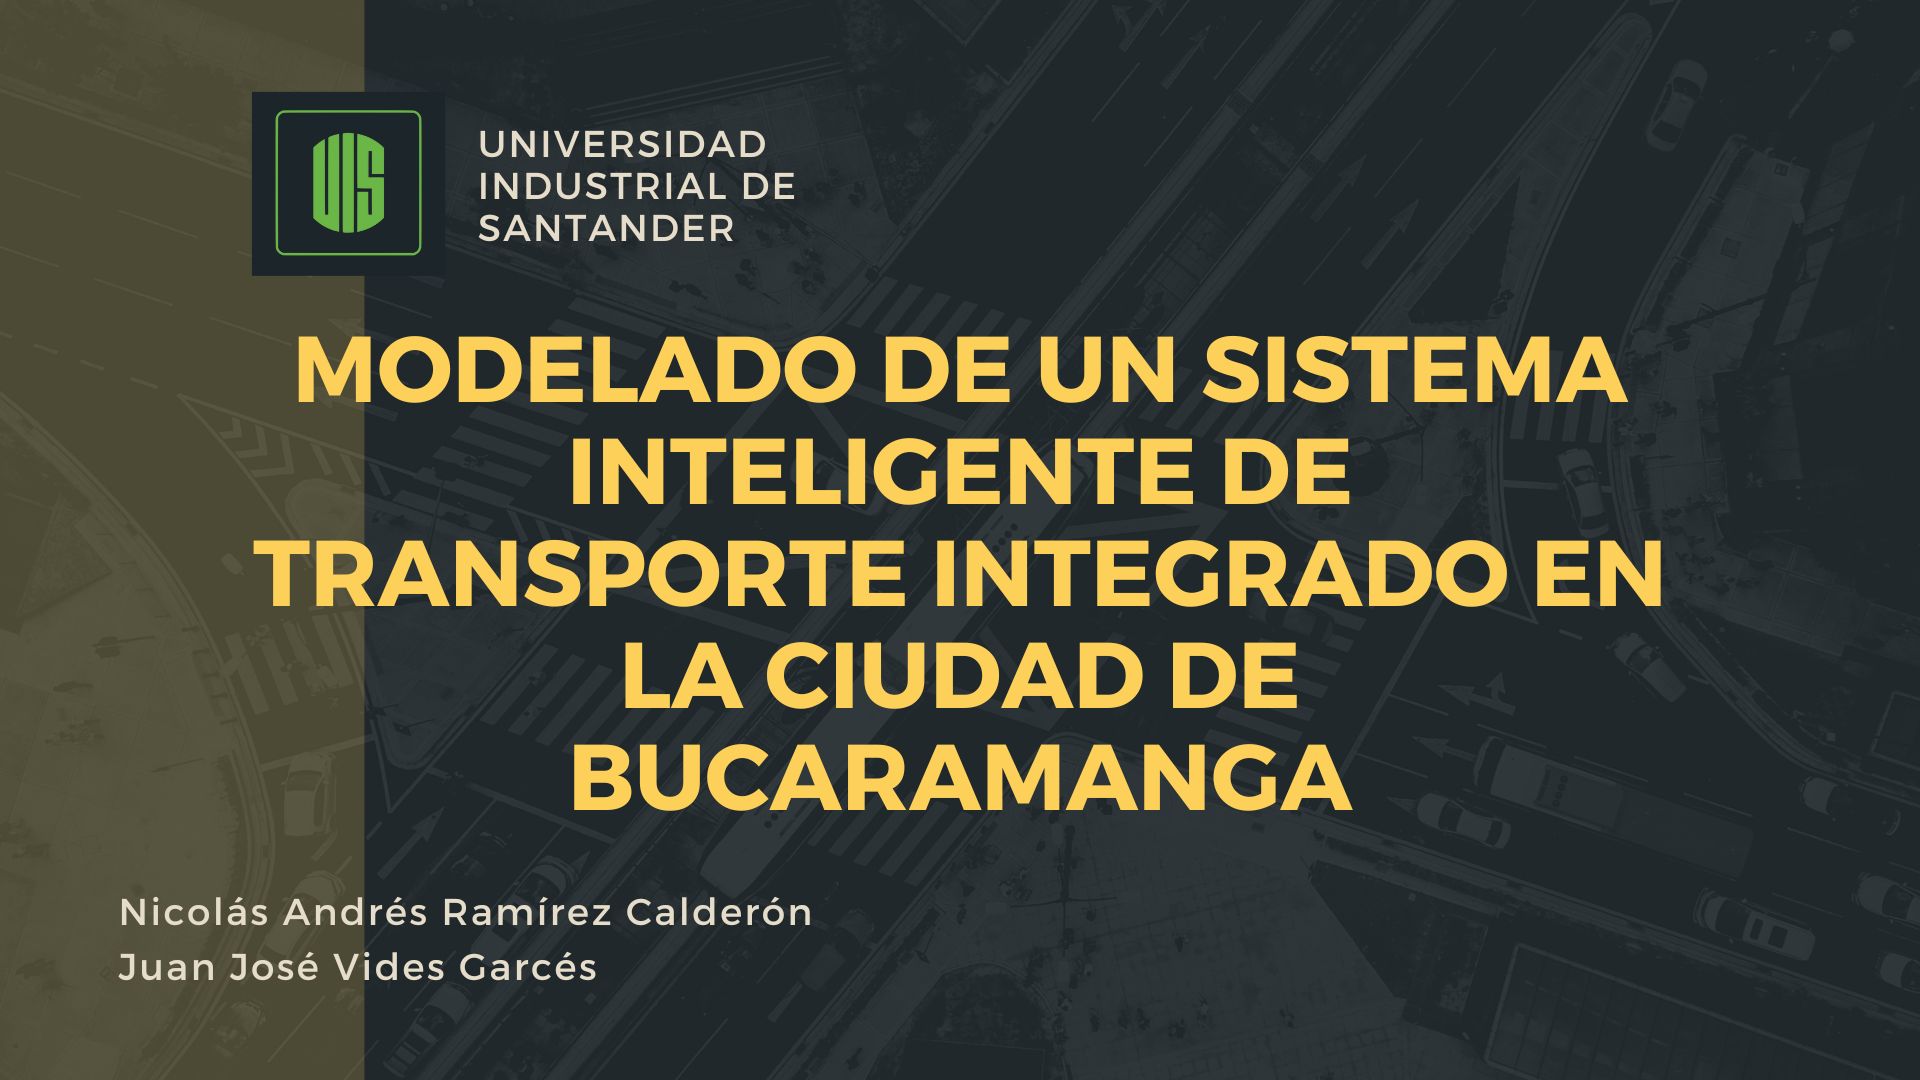 UIS
UNIVERSIDAD
INDUSTRIAL DE
SANTANDER
MODELADO DE UN SISTEMA
INTELIGENTE DE
TRANSPORTE INTEGRADO EN
LA CIUDAD DE
BUCARAMANGA
Nicolás Andrés Ramírez Calderón
Juan José Vides Garcés